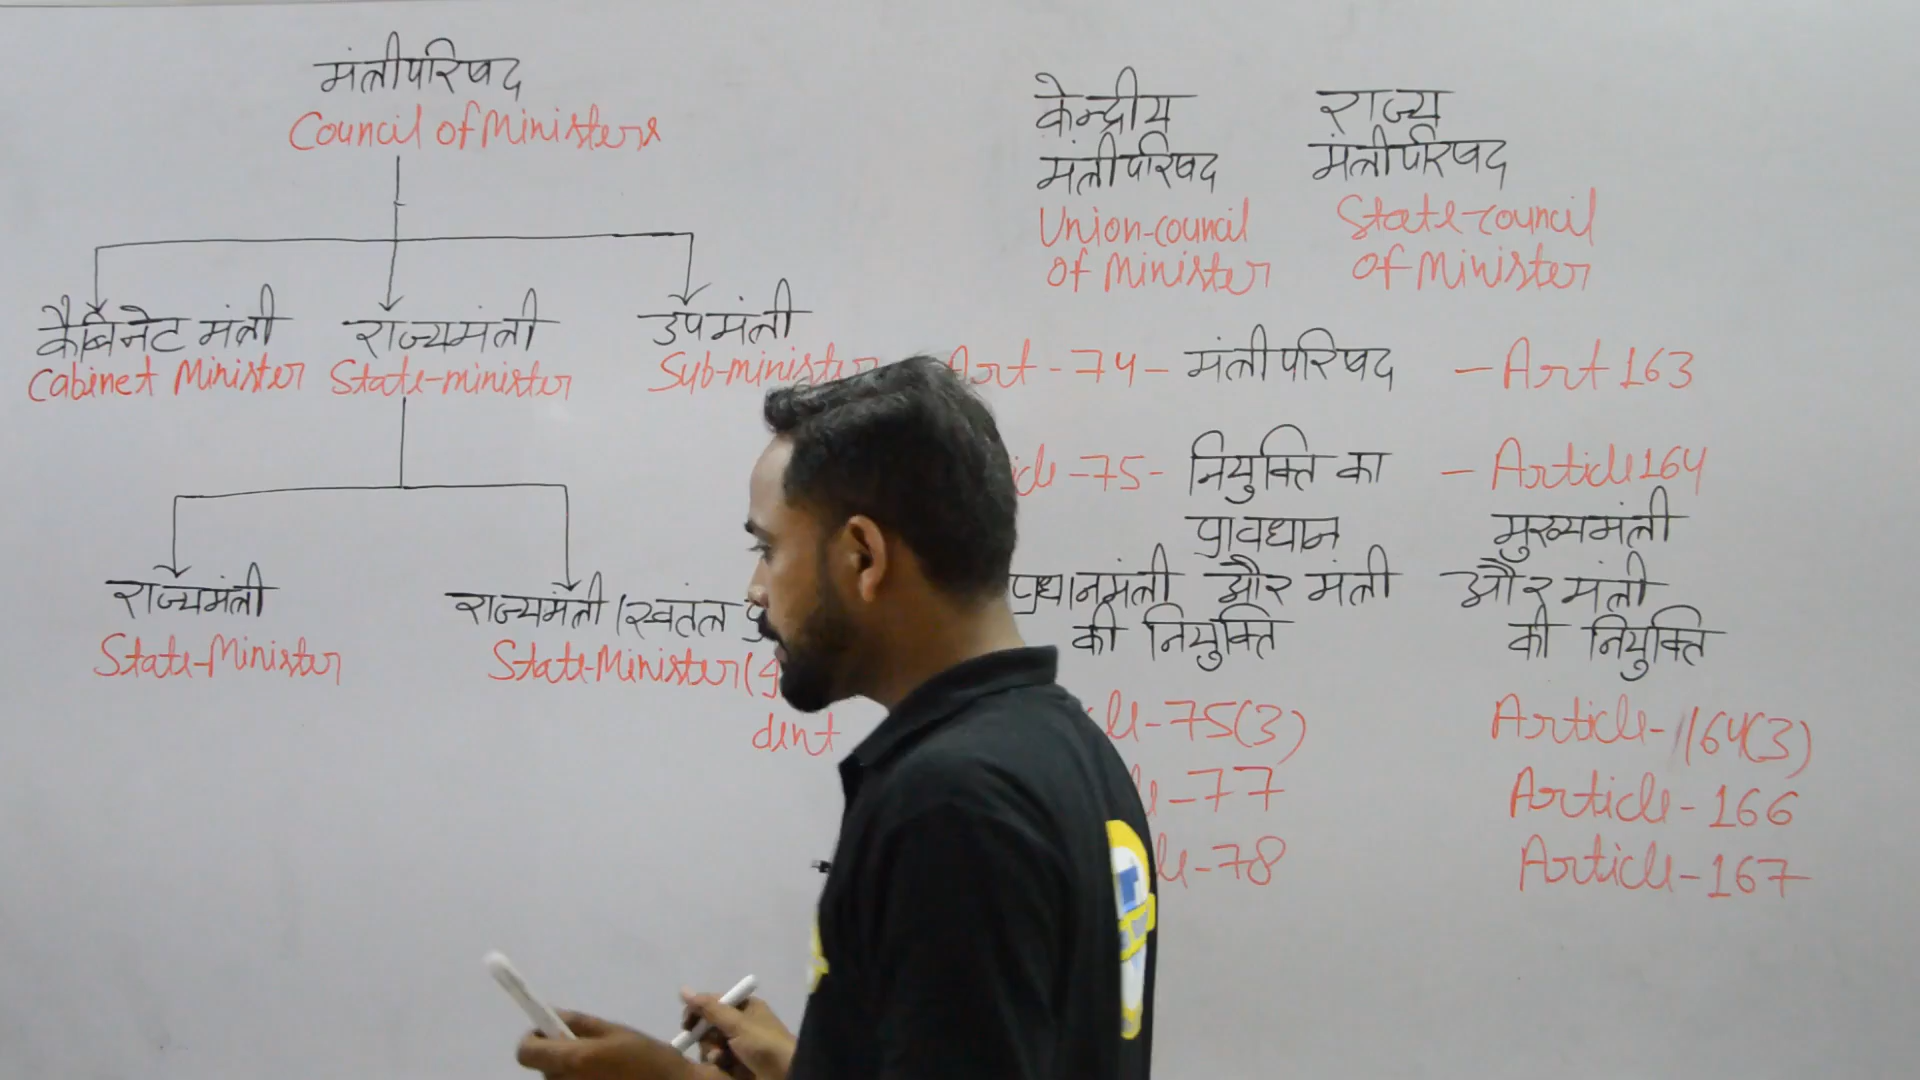 मंत्रीपरिषद
Council of Ministers
कैबिनेट मंत्री
Cabinet Minister
राज्यमंत्री
State-minister
उपमंत्री
Sub-minister
राज्यमंत्री
State-Minister
राज्यमंत्री (स्वतंत्र
State-Minister (
dent
केन्द्रीय
मंत्रीपरिषद
Union-council
of Minister
राज्य
मंत्रीपरिषद
State-council
of Minister
Art - 74 - मंत्रीपरिषद - Art 163
-75- नियुक्ति का - Article 164
प्रावधान
प्रधानमंत्री और मंत्री
की नियुक्ति
मुख्यमंत्री
और मंत्री
की नियुक्ति
-75(3) Article-164(3)
-77 Article-166
-78 Article-167